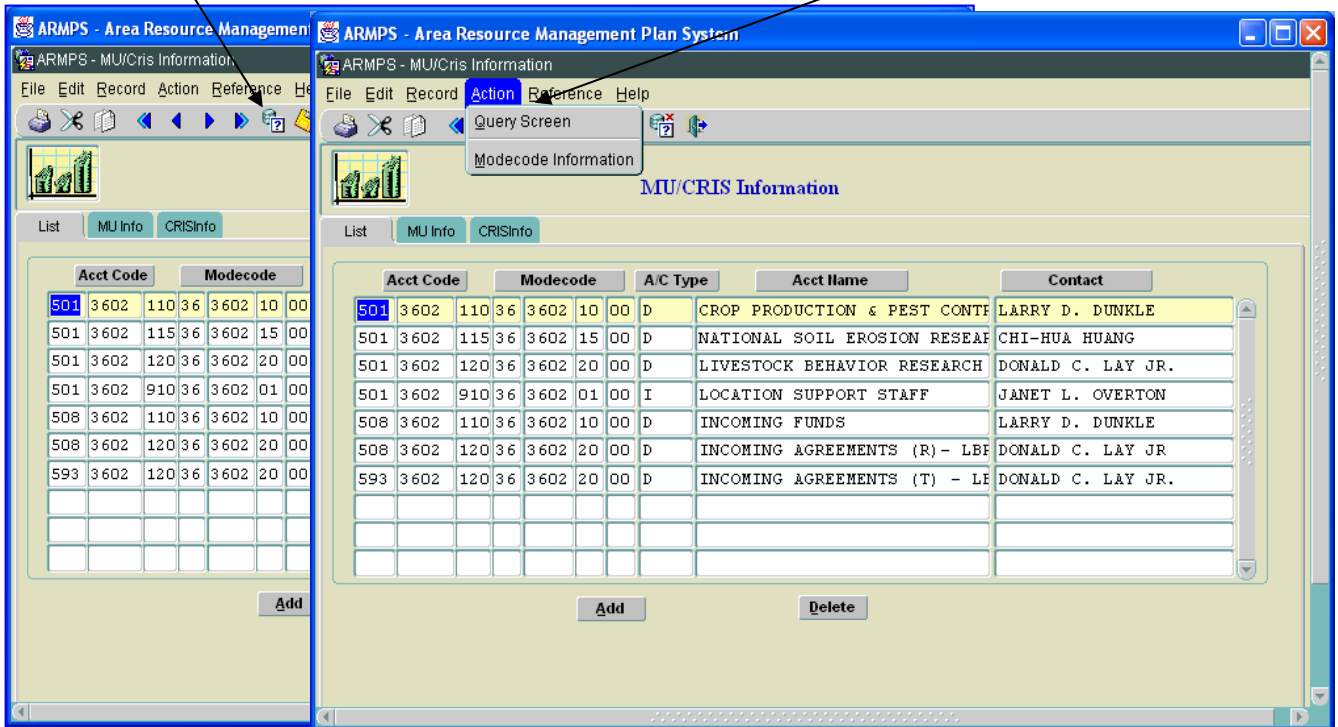 ARMPS - Area Resource Management
ARMPS - MU/Cris Information
File Edit Record Action Reference He
List MU Info CRISInfo
Acct Code Modecode
501 3602 110 36 3602 10 00
501 3602 115 36 3602 15 00
501 3602 120 36 3602 20 00
501 3602 910 36 3602 01 00
508 3602 110 36 3602 10 00
508 3602 120 36 3602 20 00
593 3602 120 36 3602 20 00
Add
ARMPS - Area Resource Management Plan System
ARMPS - MU/Cris Information
File Edit Record Action Reference Help
Query Screen
Modecode Information
MU/CRIS Information
List MU Info CRISInfo
Acct Code Modecode A/C Type Acct Name Contact
501 3602 110 36 3602 10 00 D CROP PRODUCTION & PEST CONTR LARRY D. DUNKLE
501 3602 115 36 3602 15 00 D NATIONAL SOIL EROSION RESEAR CHI-HUA HUANG
501 3602 120 36 3602 20 00 D LIVESTOCK BEHAVIOR RESEARCH DONALD C. LAY JR.
501 3602 910 36 3602 01 00 I LOCATION SUPPORT STAFF JANET L. OVERTON
508 3602 110 36 3602 10 00 D INCOMING FUNDS LARRY D. DUNKLE
508 3602 120 36 3602 20 00 D INCOMING AGREEMENTS (R)- LBR DONALD C. LAY JR
593 3602 120 36 3602 20 00 D INCOMING AGREEMENTS (T) - LB DONALD C. LAY JR.
Add Delete